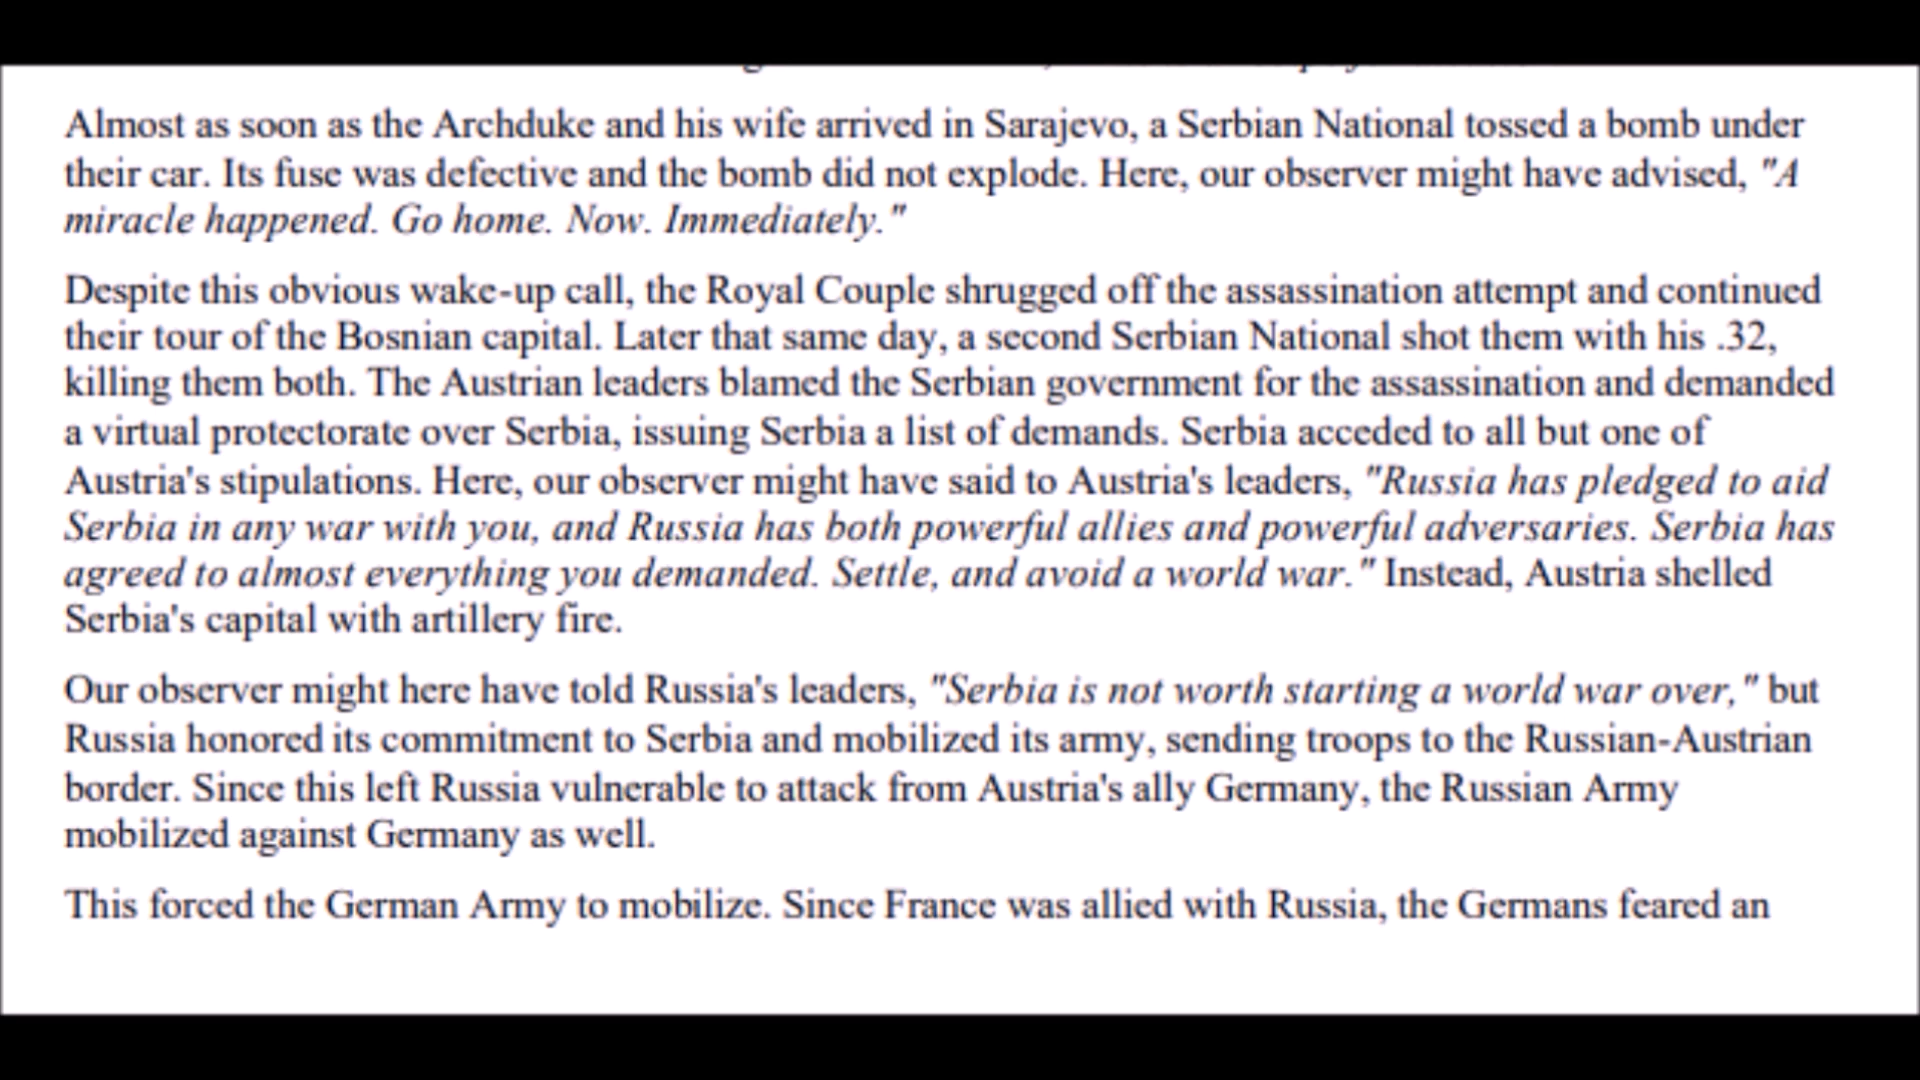 Almost as soon as the Archduke and his wife arrived in Sarajevo, a Serbian National tossed a bomb under
their car. Its fuse was defective and the bomb did not explode. Here, our observer might have advised, "A
miracle happened. Go home. Now. Immediately."
Despite this obvious wake-up call, the Royal Couple shrugged off the assassination attempt and continued
their tour of the Bosnian capital. Later that same day, a second Serbian National shot them with his .32,
killing them both. The Austrian leaders blamed the Serbian government for the assassination and demanded
a virtual protectorate over Serbia, issuing Serbia a list of demands. Serbia acceded to all but one of
Austria's stipulations. Here, our observer might have said to Austria's leaders, "Russia has pledged to aid
Serbia in any war with you, and Russia has both powerful allies and powerful adversaries. Serbia has
agreed to almost everything you demanded. Settle, and avoid a world war." Instead, Austria shelled
Serbia's capital with artillery fire.
Our observer might here have told Russia's leaders, "Serbia is not worth starting a world war over," but
Russia honored its commitment to Serbia and mobilized its army, sending troops to the Russian-Austrian
border. Since this left Russia vulnerable to attack from Austria's ally Germany, the Russian Army
mobilized against Germany as well.
This forced the German Army to mobilize. Since France was allied with Russia, the Germans feared an